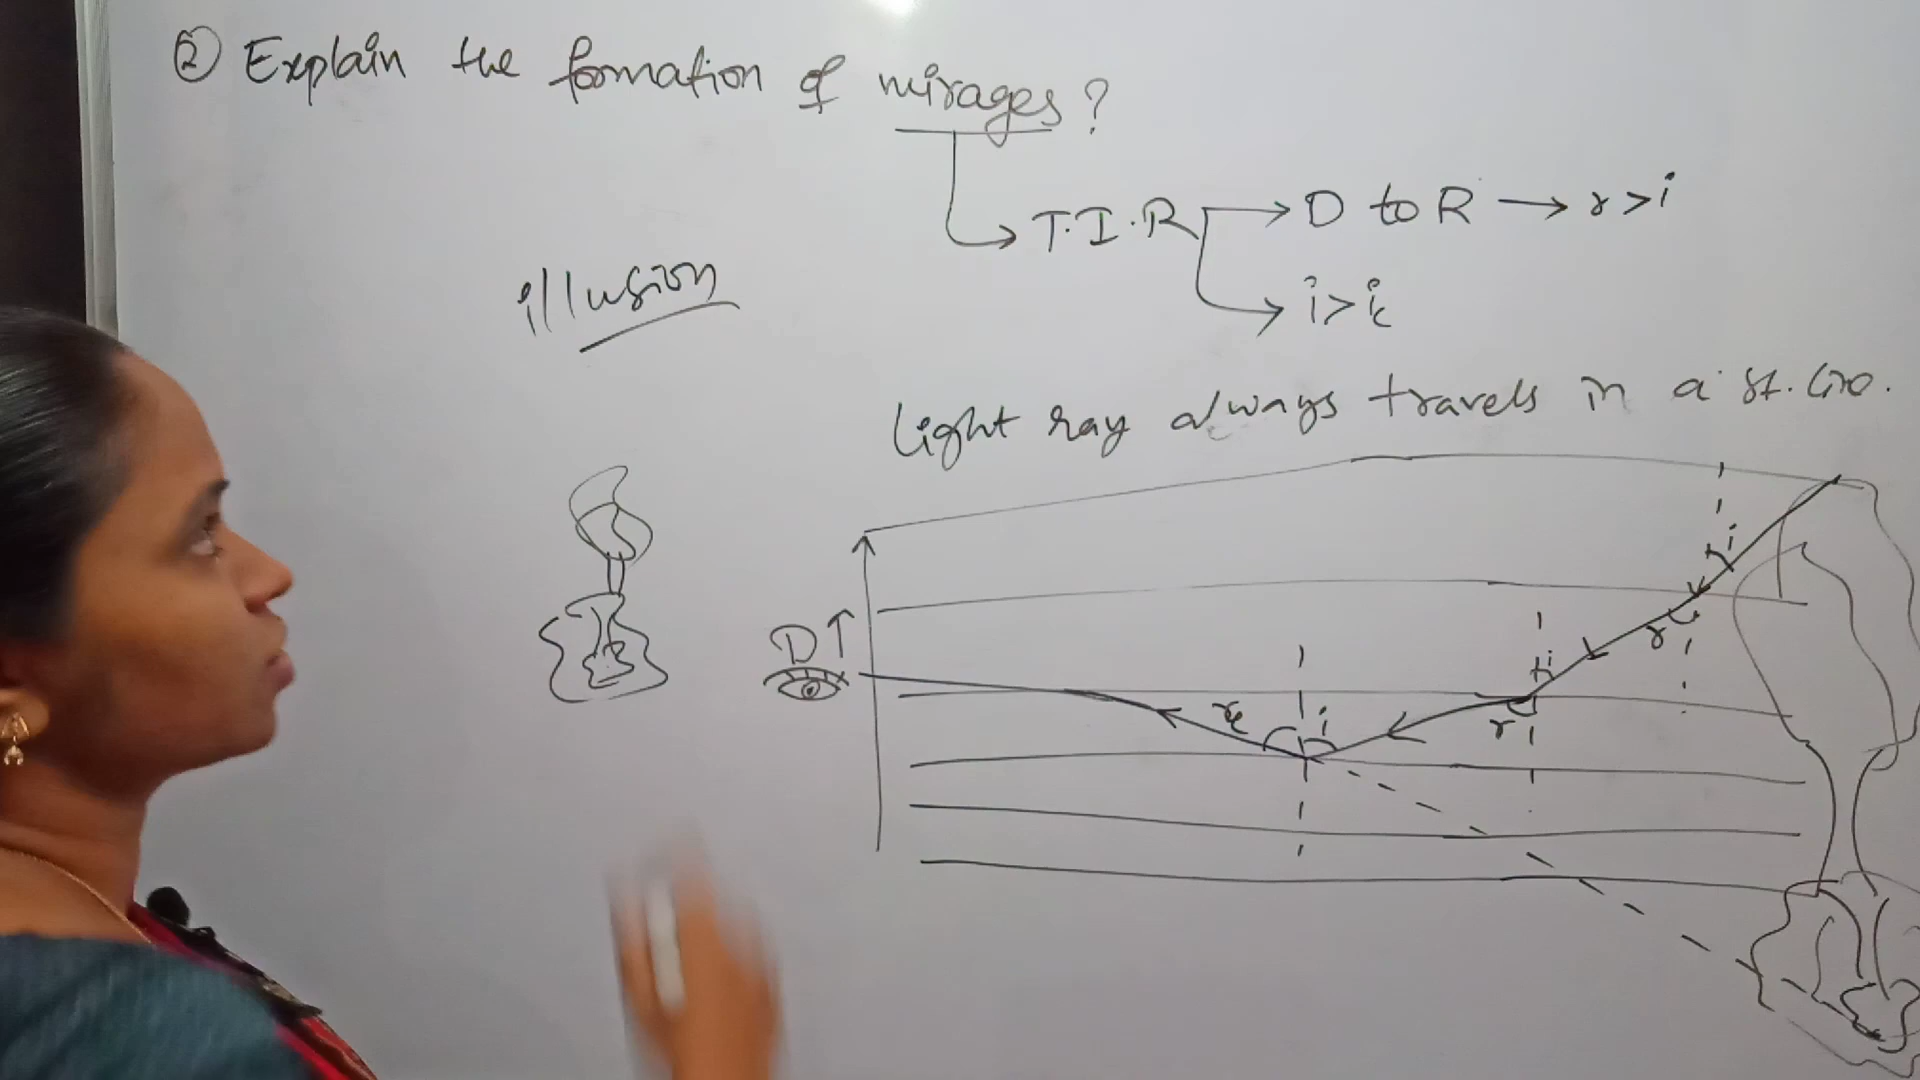 ② Explain the formation of mirages?
T.I.R → D to R → r>i
→ i>ic
illusion
light ray always travels in a st. line.
D↑
i
r
i
r
i
r